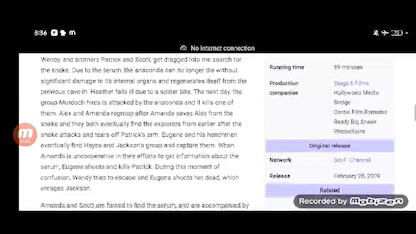 5:36
No internet connection
Wendy, and brothers Patrick and Scott, get dragged into the search for
the snake. Due to the serum, the anaconda can no longer die without
significant damage to its internal organs and regenerates itself from the
previous cave in. Heather falls ill due to a spider bite. The next day, the
group Murdoch hires is attacked by the anaconda and it kills one of
them. Alex and Amanda regroup after Amanda saves Alex from the
snake and they both eventually find the explorers from earlier after the
snake attacks and tears off Patrick's arm. Eugene and his henchmen
eventually find Hayes and Jackson's group and capture them. When
Amanda is uncooperative in their efforts to get information about the
serum, Eugene shoots and kills Patrick. During this moment of
confusion, Wendy tries to escape and Eugene shoots her dead, which
enrages Jackson.
Amanda and Scott are forced to find the serum, and are accompanied by
Running time 89 minutes
Production companies
Stage 6 Films
Hollywood Media
Bridge
Castel Film Romania
Ready Big Snake
Productions
Original release
Network Sci-Fi Channel
Release February 28, 2009
Related
Recorded by
mobizen